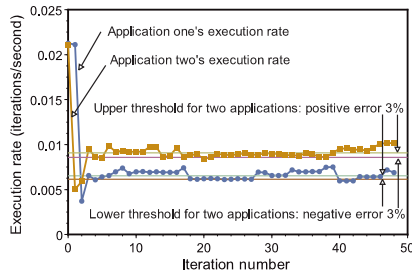 0.025
0.02
0.015
0.01
0.005
0
Execution rate (iterations/second)
Application one's execution rate
Application two's execution rate
Upper threshold for two applications: positive error 3%
Lower threshold for two applications: negative error 3%
0 10 20 30 40 50
Iteration number